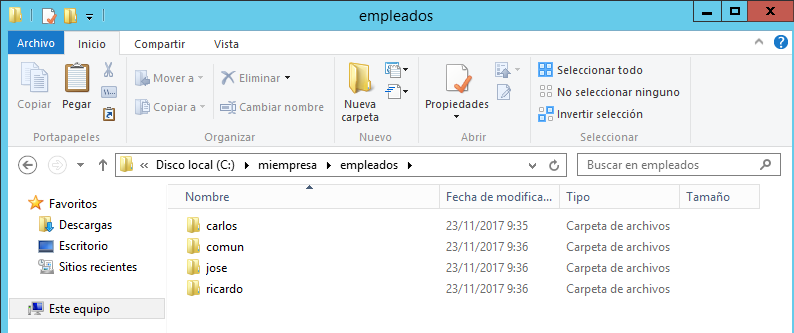 empleados
Archivo Inicio Compartir Vista
Copiar Pegar Mover a Copiar a Eliminar Cambiar nombre Nueva carpeta Propiedades Seleccionar todo No seleccionar ninguno Invertir selección
Portapapeles Organizar Nuevo Abrir Seleccionar
« Disco local (C:) miempresa empleados Buscar en empleados
Nombre Fecha de modifica... Tipo Tamaño
Favoritos
Descargas
Escritorio
Sitios recientes
Este equipo
carlos 23/11/2017 9:35 Carpeta de archivos
comun 23/11/2017 9:36 Carpeta de archivos
jose 23/11/2017 9:36 Carpeta de archivos
ricardo 23/11/2017 9:36 Carpeta de archivos